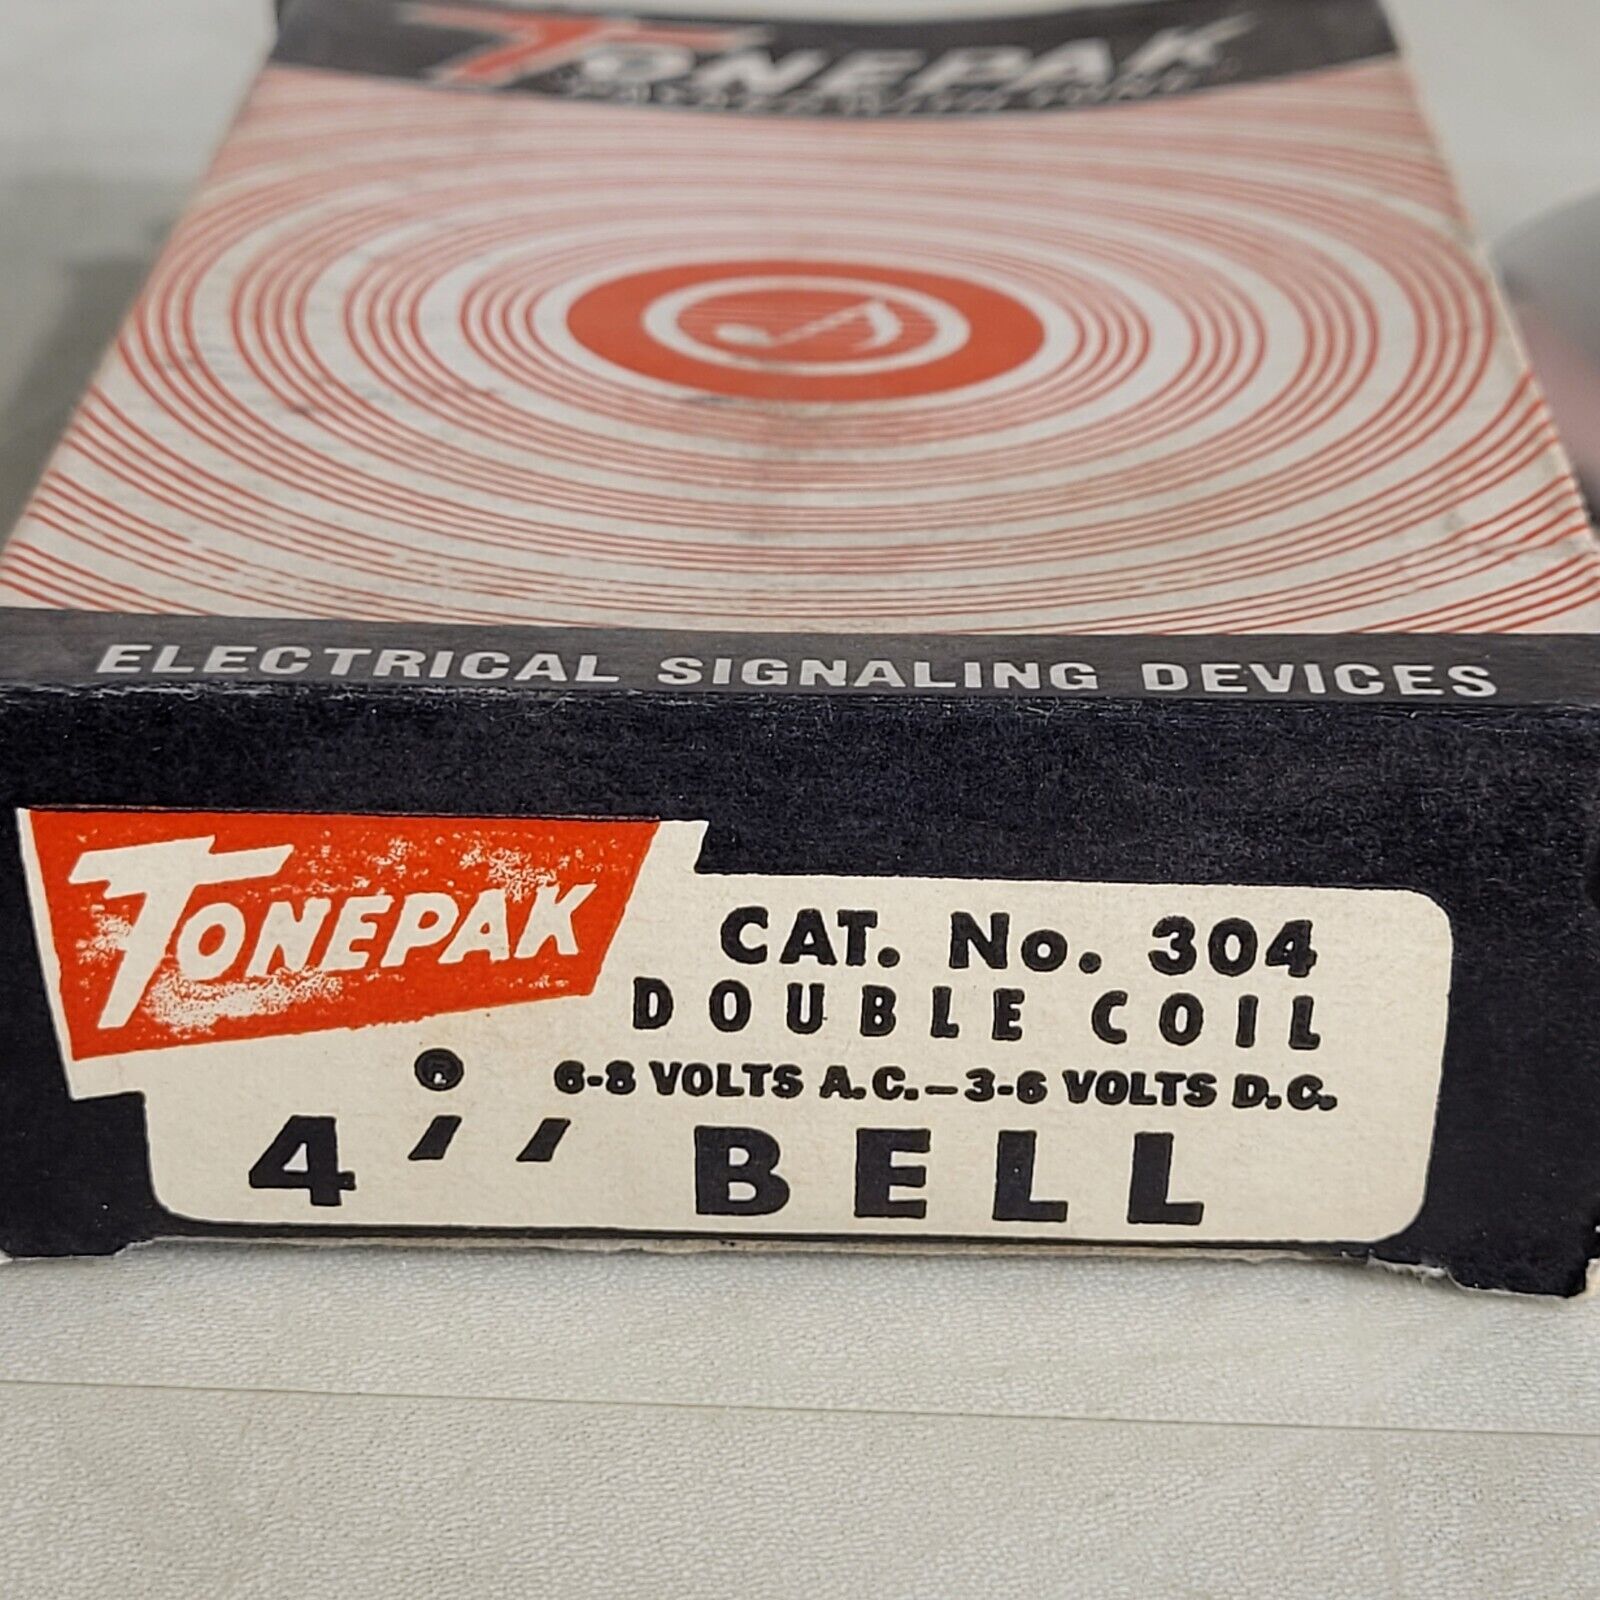 TONEPAK
ELECTRICAL SIGNALING DEVICES
TONEPAK
CAT. No. 304
DOUBLE COIL
® 6-8 VOLTS A.C.—3-6 VOLTS D.C.
4" BELL